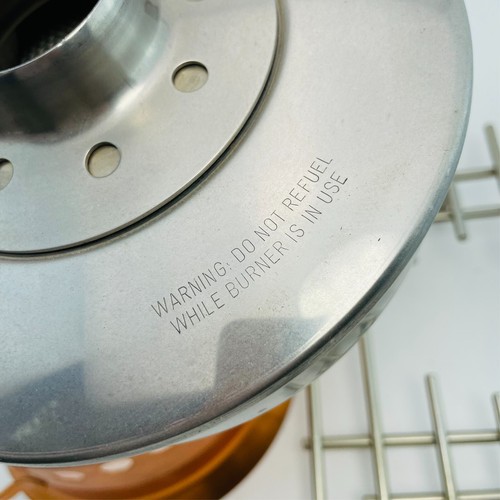 WARNING: DO NOT REFUEL
WHILE BURNER IS IN USE